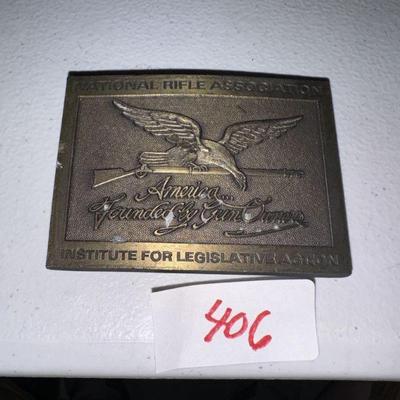 NATIONAL RIFLE ASSOCIATION
America...
Founded by Gun Owners
INSTITUTE FOR LEGISLATIVE ACTION
406